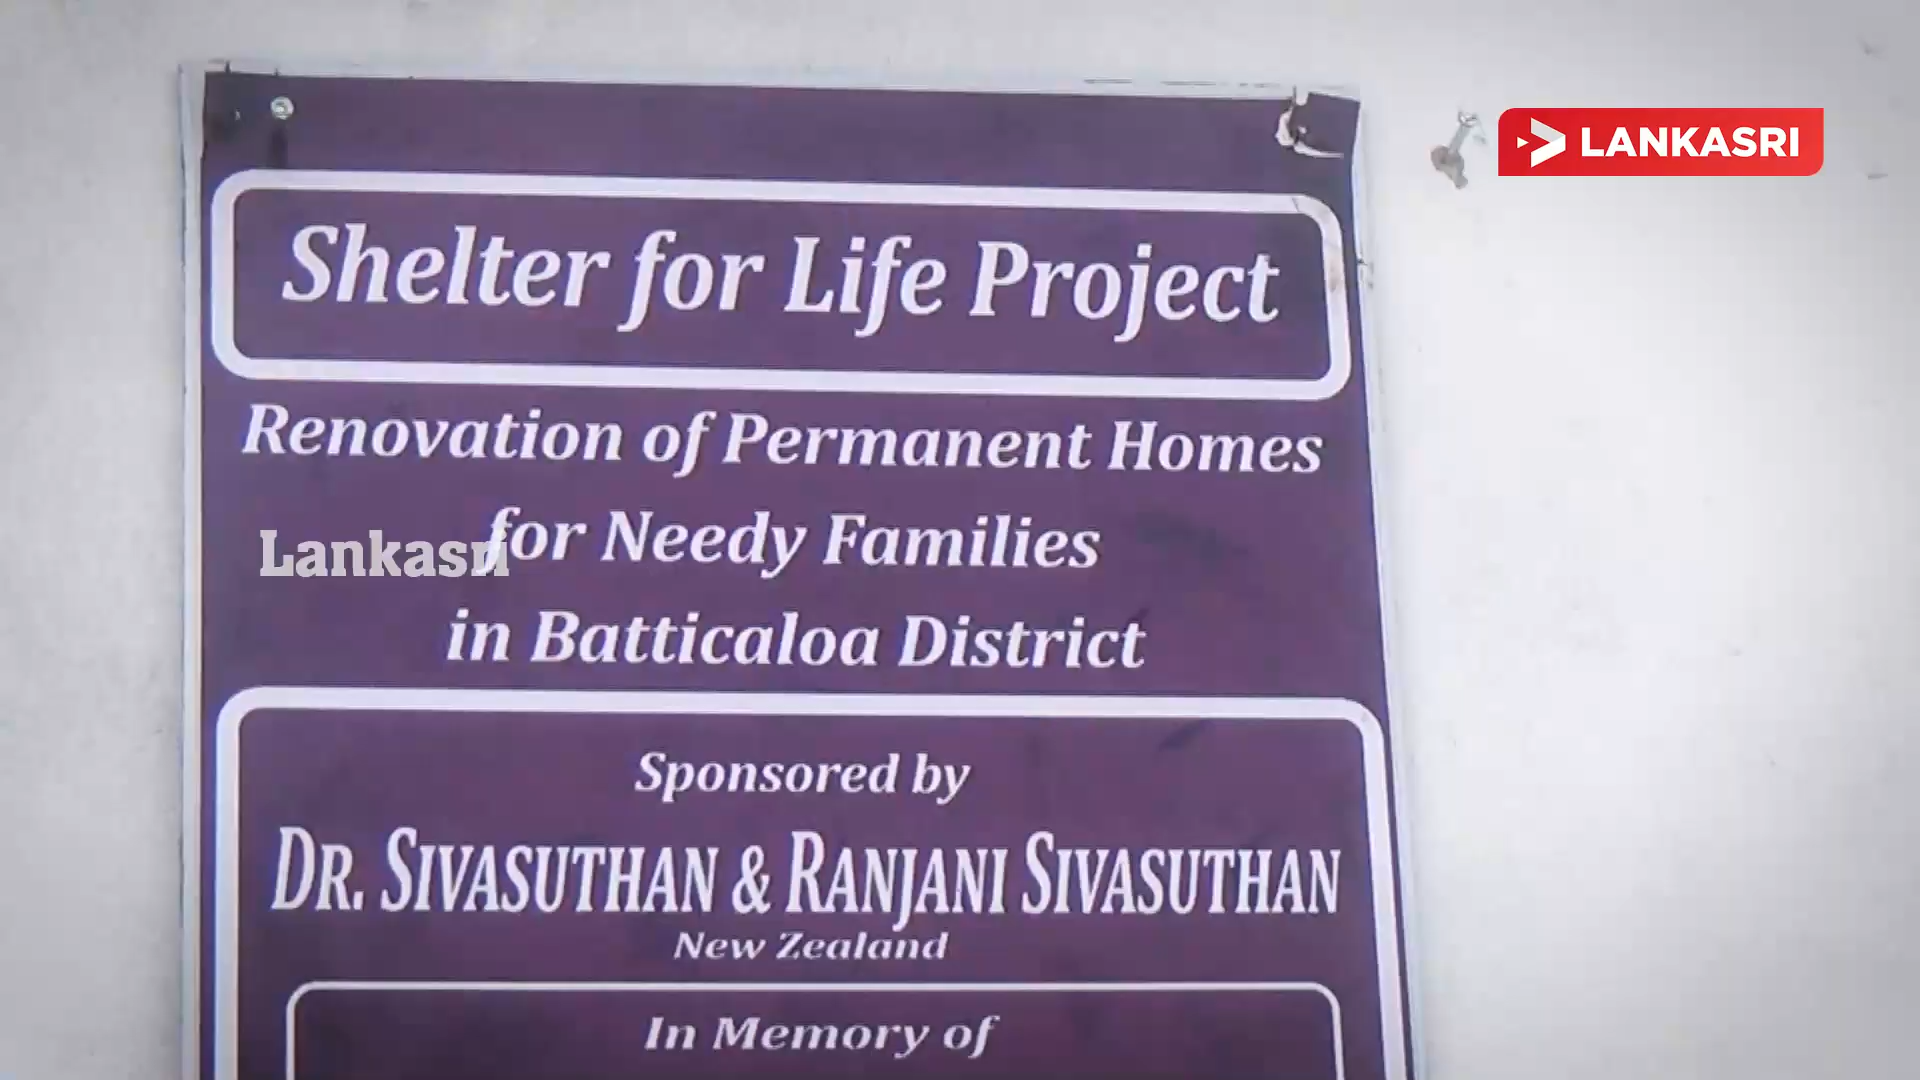 LANKASRI
Shelter for Life Project
Renovation of Permanent Homes
for Needy Families
Lankasri
in Batticaloa District
Sponsored by
DR. SIVASUTHAN & RANJANI SIVASUTHAN
New Zealand
In Memory of